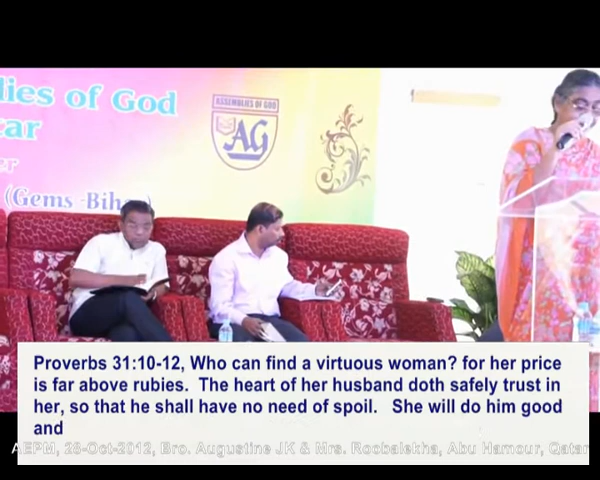 lies of God
ASSEMBLIES OF GOD
AG
(Gems -Bih
Proverbs 31:10-12, Who can find a virtuous woman? for her price
is far above rubies.  The heart of her husband doth safely trust in
her, so that he shall have no need of spoil.   She will do him good
and
AEPM, 28-Oct-2012, Bro. Augustine JK & Mrs. Roobalekha, Abu Hamour, Qatar